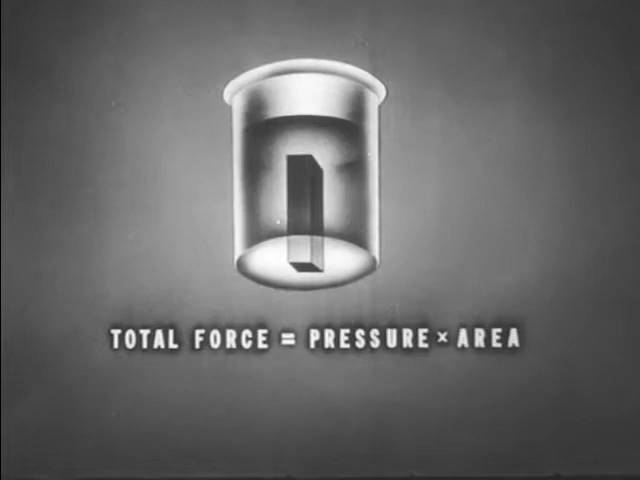 TOTAL FORCE = PRESSURE × AREA